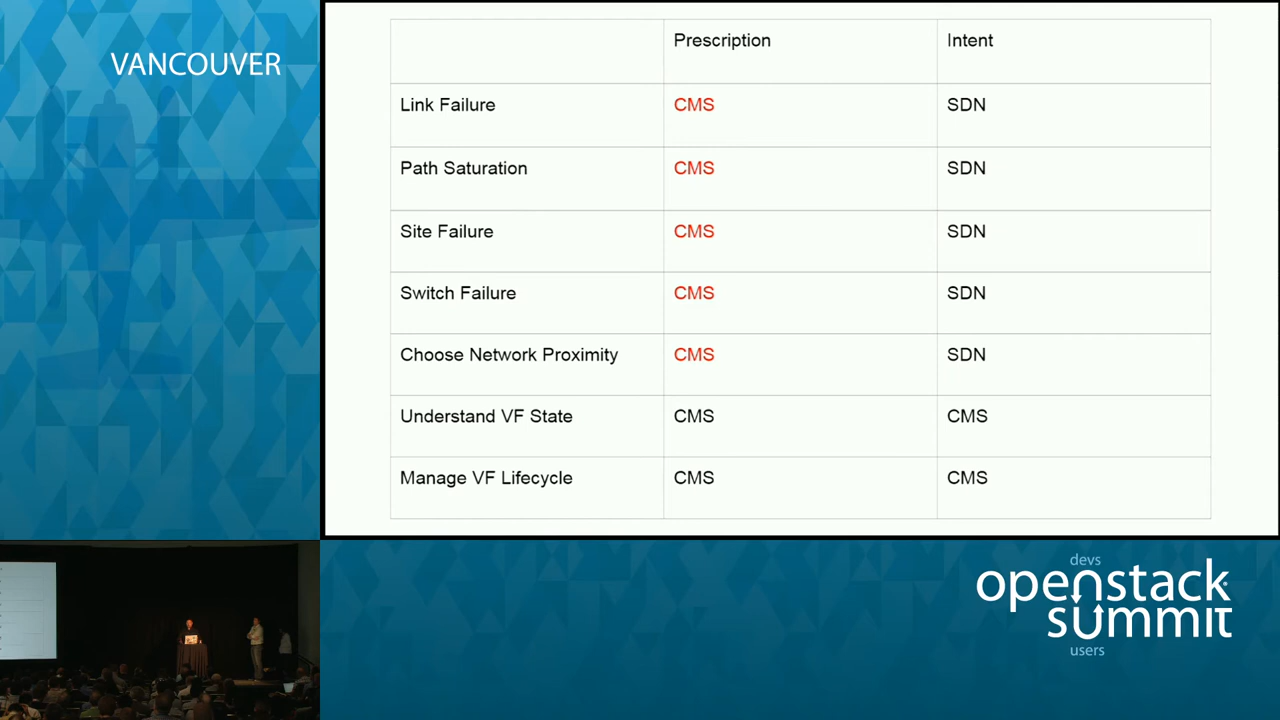 VANCOUVER
Prescription Intent
Link Failure CMS SDN
Path Saturation CMS SDN
Site Failure CMS SDN
Switch Failure CMS SDN
Choose Network Proximity CMS SDN
Understand VF State CMS CMS
Manage VF Lifecycle CMS CMS
devs
openstack
summit
users